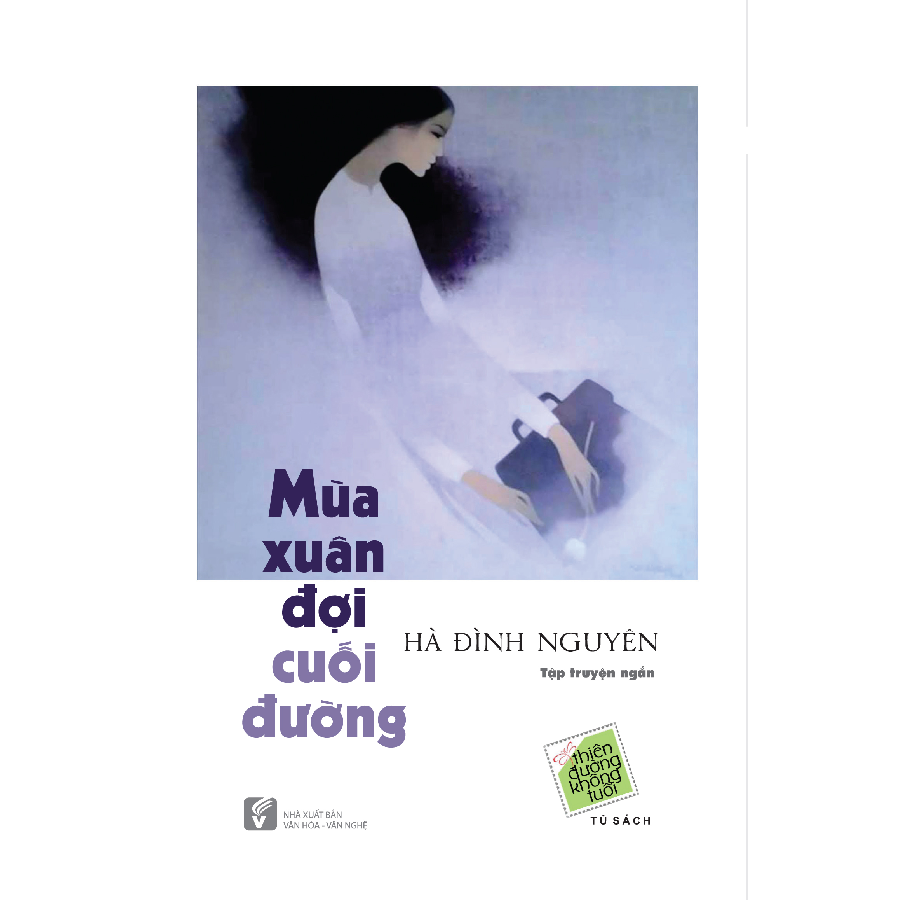 Mùa
xuân
đợi
cuối
đường
HÀ ĐÌNH NGUYÊN
Tập truyện ngắn
thiên
đường
không
tuổi
TỦ SÁCH
NHÀ XUẤT BẢN
VĂN HÓA - VĂN NGHỆ